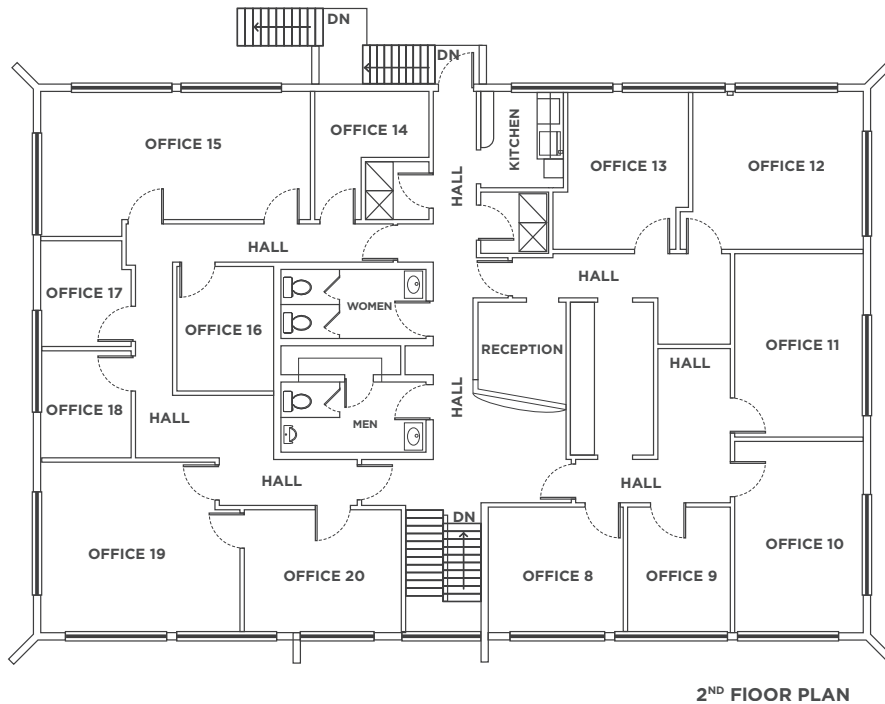 DN
DN
OFFICE 15
OFFICE 14
KITCHEN
OFFICE 13
OFFICE 12
HALL
HALL
HALL
OFFICE 17
OFFICE 16
WOMEN
RECEPTION
OFFICE 11
HALL
OFFICE 18
HALL
HALL
MEN
HALL
HALL
DN
OFFICE 19
OFFICE 20
OFFICE 8
OFFICE 9
OFFICE 10
2ND FIOOR PLAN